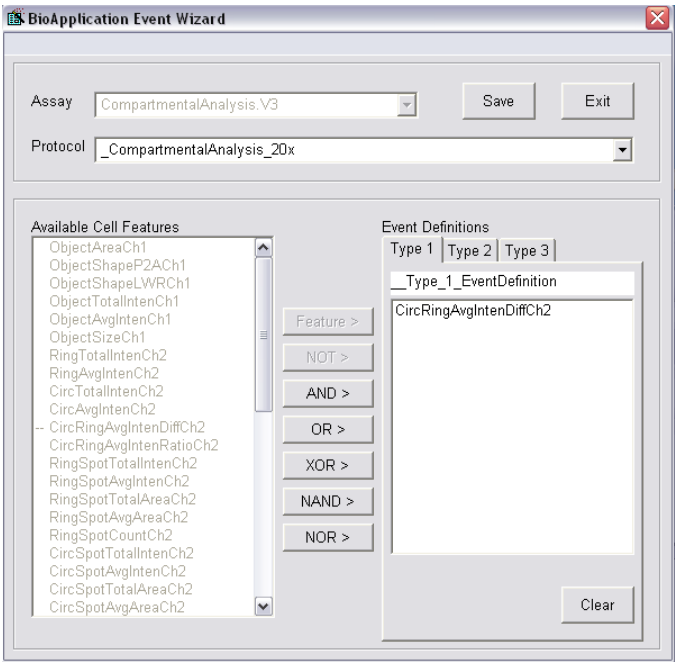 BioApplication Event Wizard
Assay
CompartmentalAnalysis.V3
Save
Exit
Protocol
_CompartmentalAnalysis_20x
Available Cell Features
ObjectAreaCh1
ObjectShapeP2ACh1
ObjectShapeLWRCh1
ObjectTotalIntenCh1
ObjectAvgIntenCh1
ObjectSizeCh1
RingTotalIntenCh2
RingAvgIntenCh2
CircTotalIntenCh2
CircAvgIntenCh2
-- CircRingAvgIntenDiffCh2
CircRingAvgIntenRatioCh2
RingSpotTotalIntenCh2
RingSpotAvgIntenCh2
RingSpotTotalAreaCh2
RingSpotAvgAreaCh2
RingSpotCountCh2
CircSpotTotalIntenCh2
CircSpotAvgIntenCh2
CircSpotTotalAreaCh2
CircSpotAvgAreaCh2
Feature >
NOT >
AND >
OR >
XOR >
NAND >
NOR >
Event Definitions
Type 1 Type 2 Type 3
__Type_1_EventDefinition
CircRingAvgIntenDiffCh2
Clear